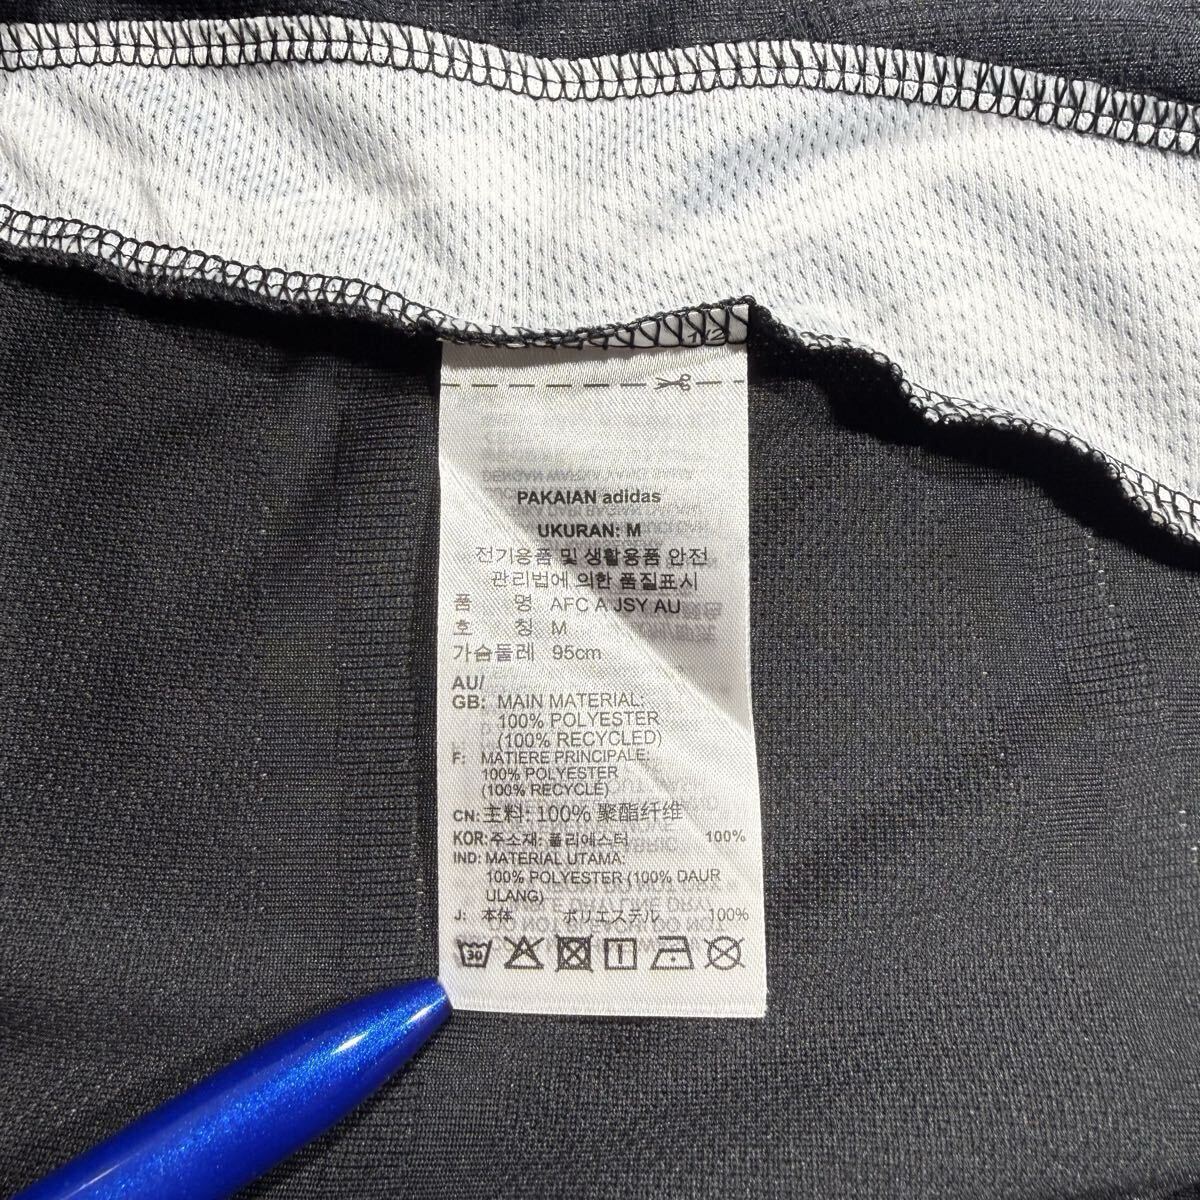 1/2
PAKAIAN adidas
UKURAN: M
전기용품 및 생활용품 안전
관리법에 의한 품질표시
품 명 AFC A JSY AU
호 칭 M
가슴둘레 95cm
AU/
GB: MAIN MATERIAL:
100% POLYESTER
(100% RECYCLED)
F: MATIERE PRINCIPALE:
100% POLYESTER
(100% RECYCLE)
CN: 主料: 100% 聚酯纤维
KOR: 주소재: 폴리에스터 100%
IND: MATERIAL UTAMA:
100% POLYESTER (100% DAUR
ULANG)
J: 本体 ポリエステル 100%
30